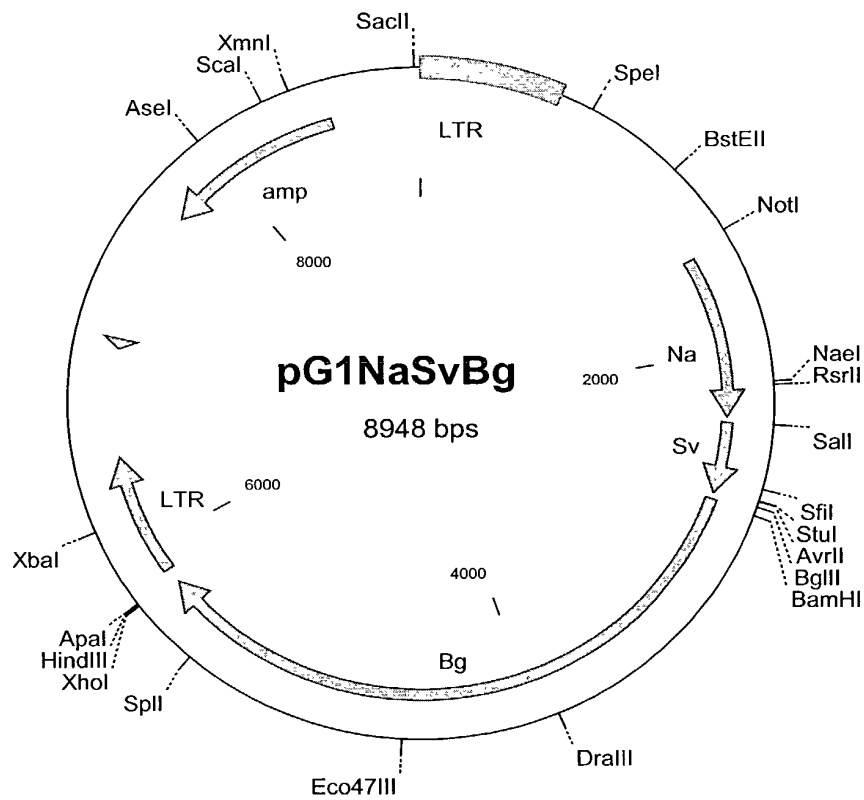 SacII
XmnI
ScaI
SpeI
LTR
AseI
BstEII
amp
NotI
8000
pG1NaSvBg
8948 bps
Na
2000
NaeI
RsrII
Sv
SalI
LTR
6000
SfiI
StuI
AvrII
BglII
BamHI
XbaI
4000
ApaI
HindIII
XhoI
Bg
SplI
DraIII
Eco47III